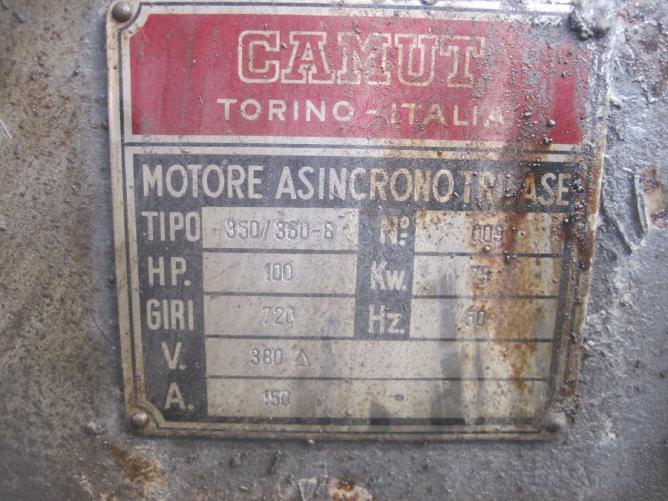 CAMUT
TORINO - ITALIA
MOTORE ASINCRONO TRIFASE
TIPO 350/360-8 Nº 009
HP. 100 Kw. 75
GIRI 720 Hz.
V. 380 Δ
A. 150